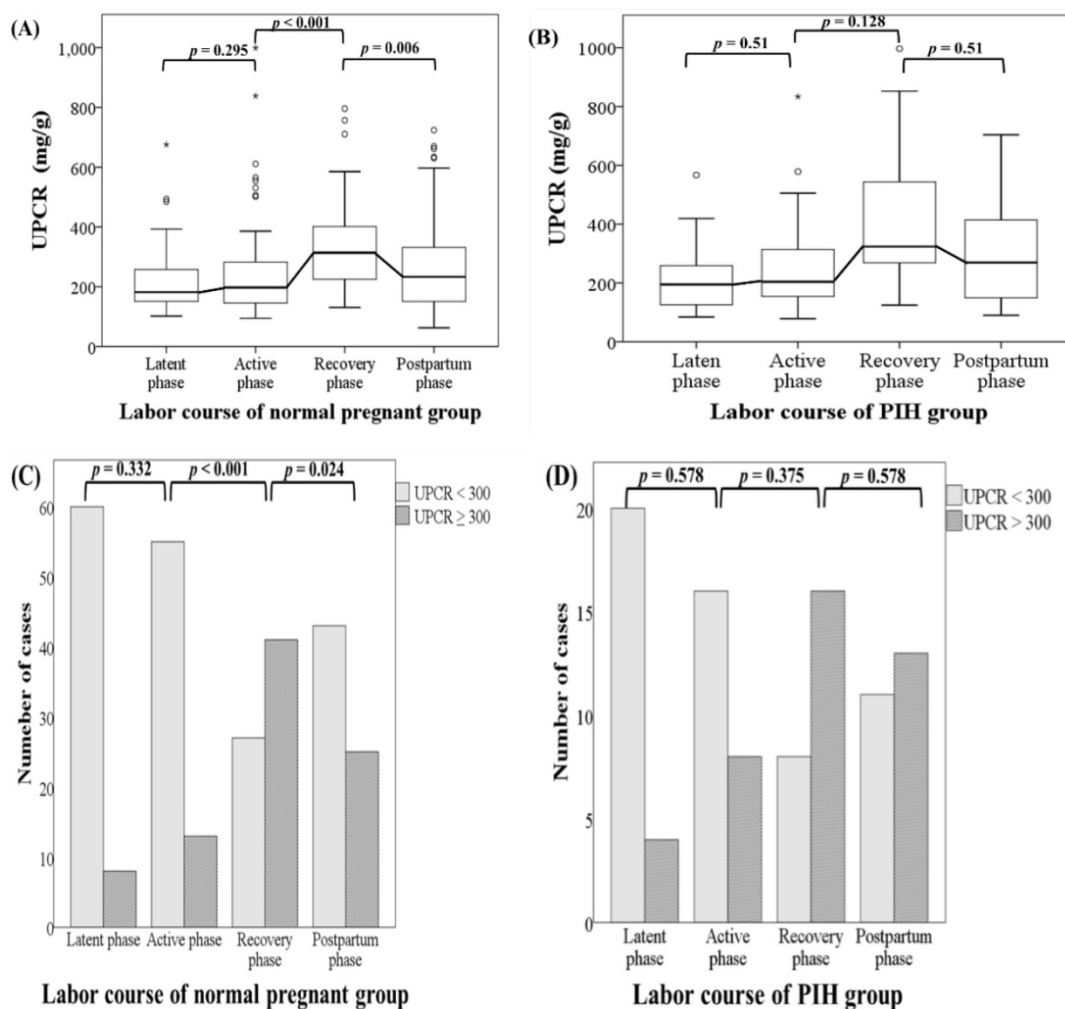 (A)
p < 0.001
p = 0.295
p = 0.006
1,000
800
600
400
200
0
UPCR (mg/g)
Latent phase
Active phase
Recovery phase
Postpartum phase
Labor course of normal pregnant group
(B)
p = 0.128
p = 0.51
p = 0.51
1000
800
600
400
200
0
UPCR (mg/g)
Laten phase
Active phase
Recovery phase
Postpartum phase
Labor course of PIH group
(C)
p = 0.332
p < 0.001
p = 0.024
UPCR < 300
UPCR ≥ 300
60
50
40
30
20
10
0
Numeber of cases
Latent phase
Active phase
Recovery phase
Postpartum phase
Labor course of normal pregnant group
(D)
p = 0.578
p = 0.375
p = 0.578
UPCR < 300
UPCR > 300
20
15
10
5
0
Number of cases
Latent phase
Active phase
Recovery phase
Postpartum phase
Labor course of PIH group